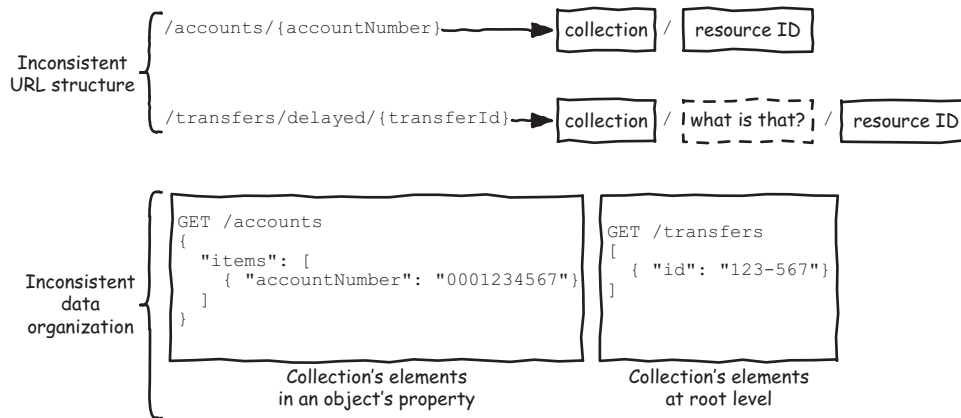 /accounts/{accountNumber}
collection / resource ID
Inconsistent
URL structure
/transfers/delayed/{transferId}
collection / what is that? / resource ID
Inconsistent
data
organization
GET /accounts
{
"items": [
{ "accountNumber": "0001234567"}
]
}
GET /transfers
[
{ "id": "123-567"}
]
Collection's elements
in an object's property
Collection's elements
at root level